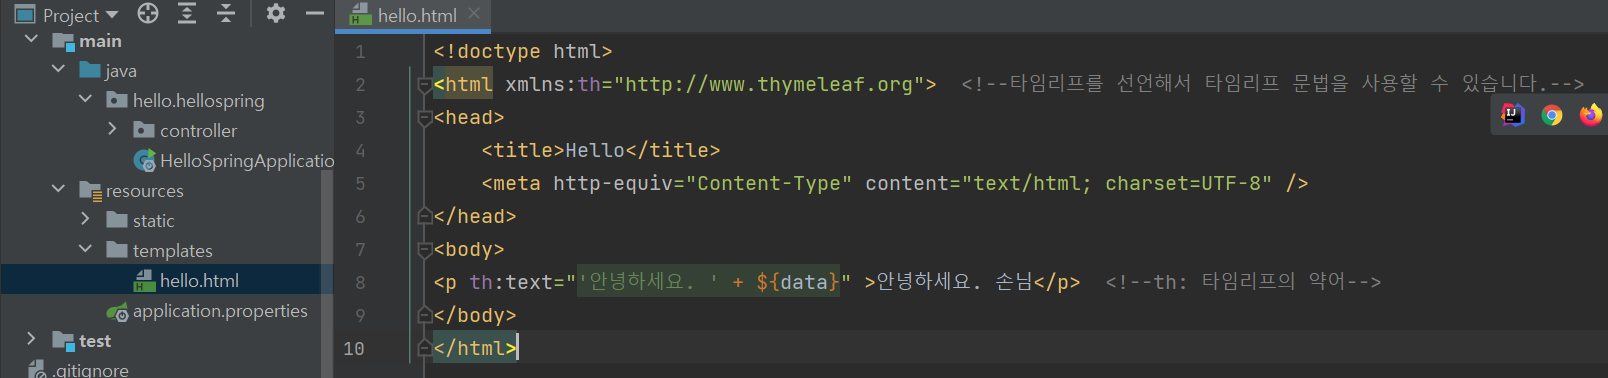 Project
hello.html
main
java
hello.hellospring
controller
HelloSpringApplicatio
resources
static
templates
hello.html
application.properties
test
.gitignore
1 <!doctype html>
2 <html xmlns:th="http://www.thymeleaf.org"> <!--타임리프를 선언해서 타임리프 문법을 사용할 수 있습니다.-->
3 <head>
4 <title>Hello</title>
5 <meta http-equiv="Content-Type" content="text/html; charset=UTF-8" />
6 </head>
7 <body>
8 <p th:text="'안녕하세요. ' + ${data}" >안녕하세요. 손님</p> <!--th: 타임리프의 약어-->
9 </body>
10 </html>